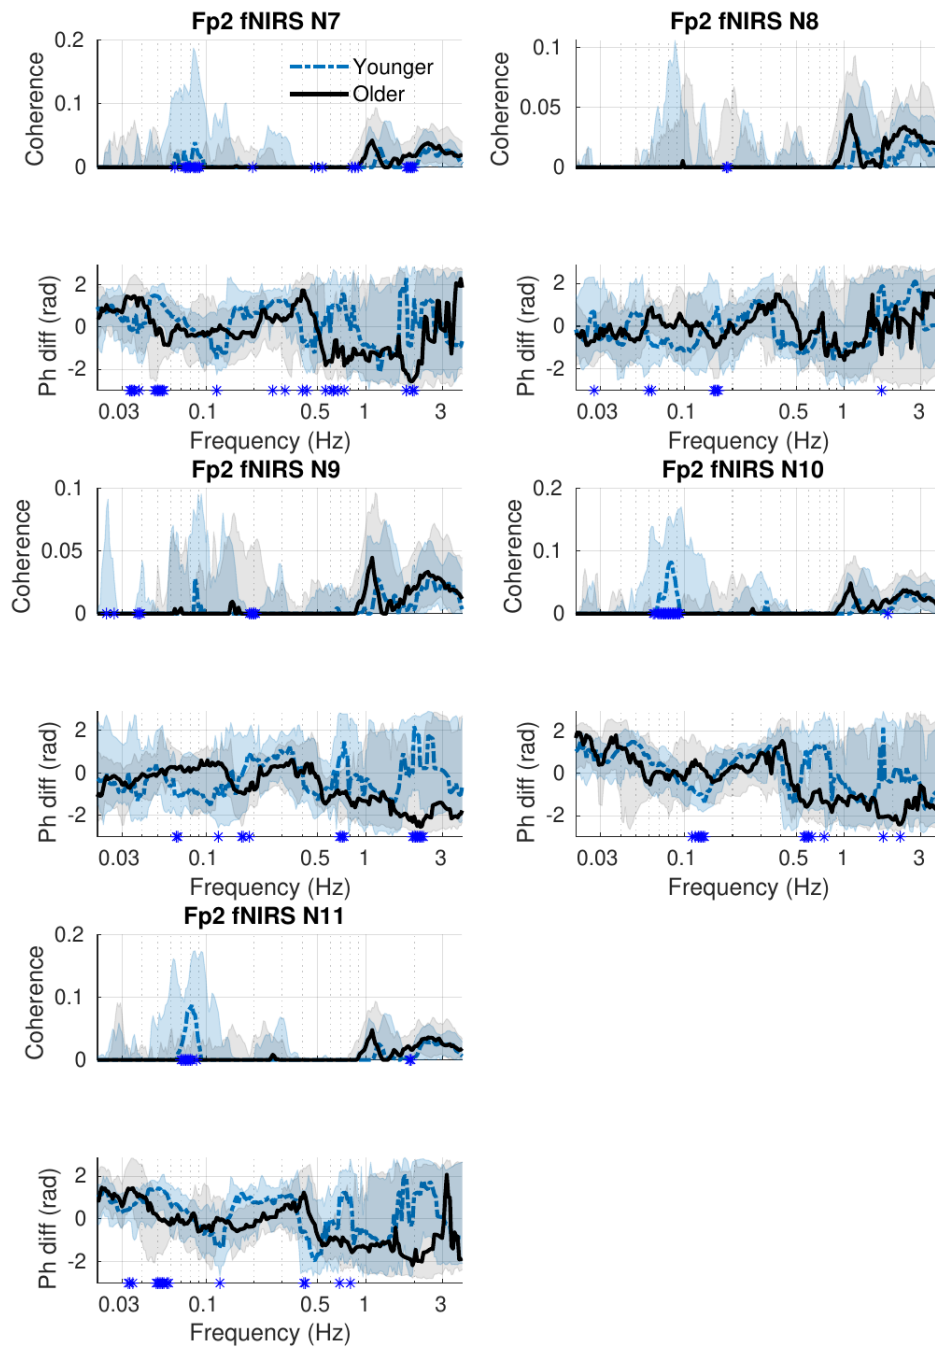 Fp2 fNIRS N7
Fp2 fNIRS N8
0.2
0.1
0
Coherence
Younger
Older
0.1
0.05
0
Coherence
2
0
-2
Ph diff (rad)
0.03 0.1 0.5 1 3
Frequency (Hz)
2
0
-2
Ph diff (rad)
0.03 0.1 0.5 1 3
Frequency (Hz)
Fp2 fNIRS N9
Fp2 fNIRS N10
0.1
0.05
0
Coherence
0.2
0.1
0
Coherence
2
0
-2
Ph diff (rad)
0.03 0.1 0.5 1 3
Frequency (Hz)
2
0
-2
Ph diff (rad)
0.03 0.1 0.5 1 3
Frequency (Hz)
Fp2 fNIRS N11
0.2
0.1
0
Coherence
2
0
-2
Ph diff (rad)
0.03 0.1 0.5 1 3
Frequency (Hz)